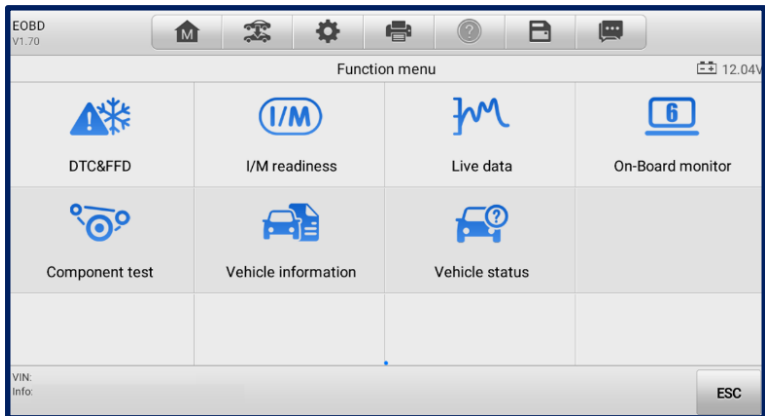 EOBD
V1.70
M
?
Function menu
12.04V
I/M
6
DTC&FFD
I/M readiness
Live data
On-Board monitor
?
Component test
Vehicle information
Vehicle status
VIN:
Info:
ESC